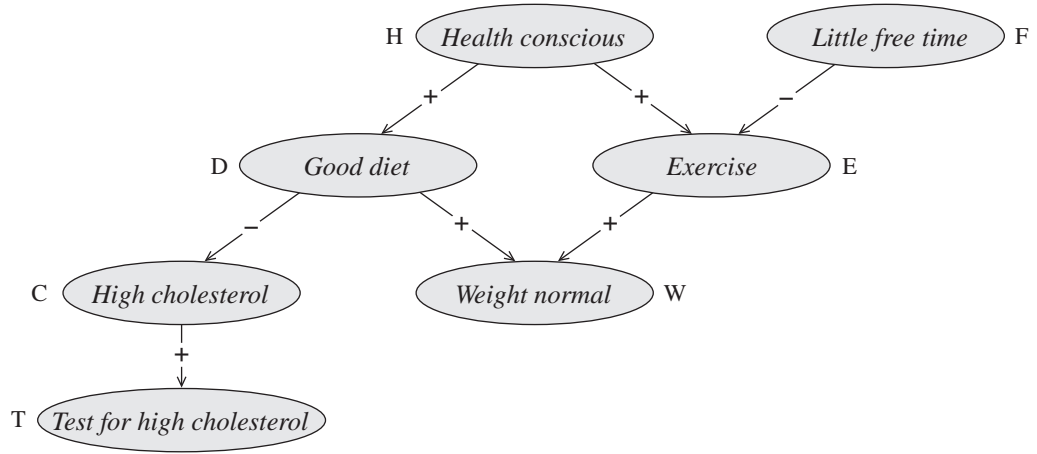 H Health conscious Little free time F
+ + −
D Good diet Exercise E
− + +
C High cholesterol Weight normal W
+
T Test for high cholesterol